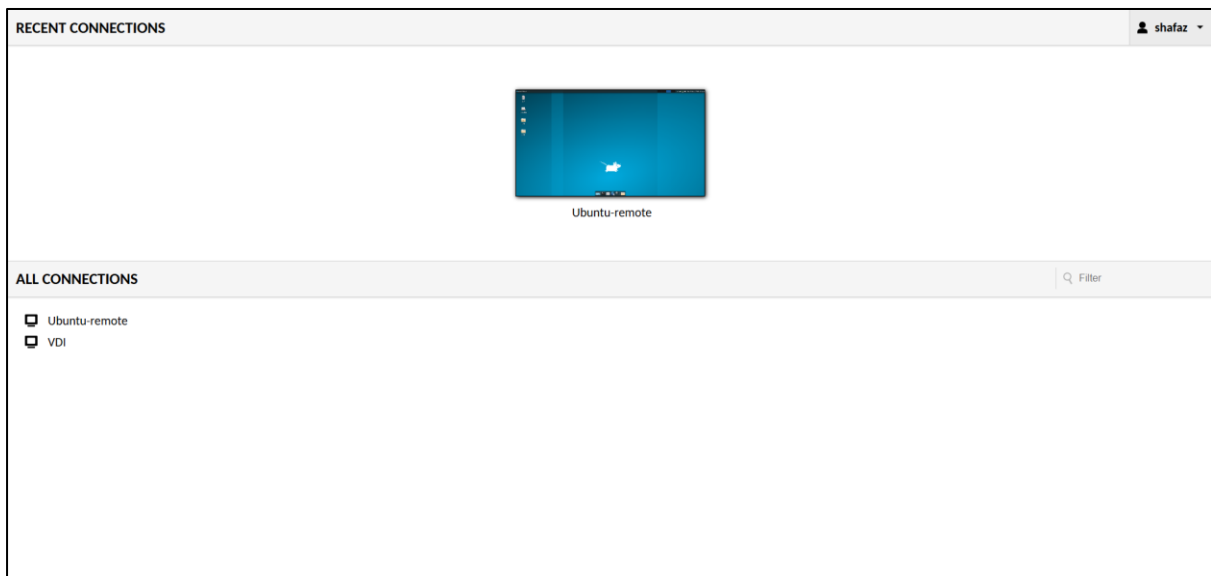 RECENT CONNECTIONS
shafaz
Ubuntu-remote
ALL CONNECTIONS
Filter
Ubuntu-remote
VDI